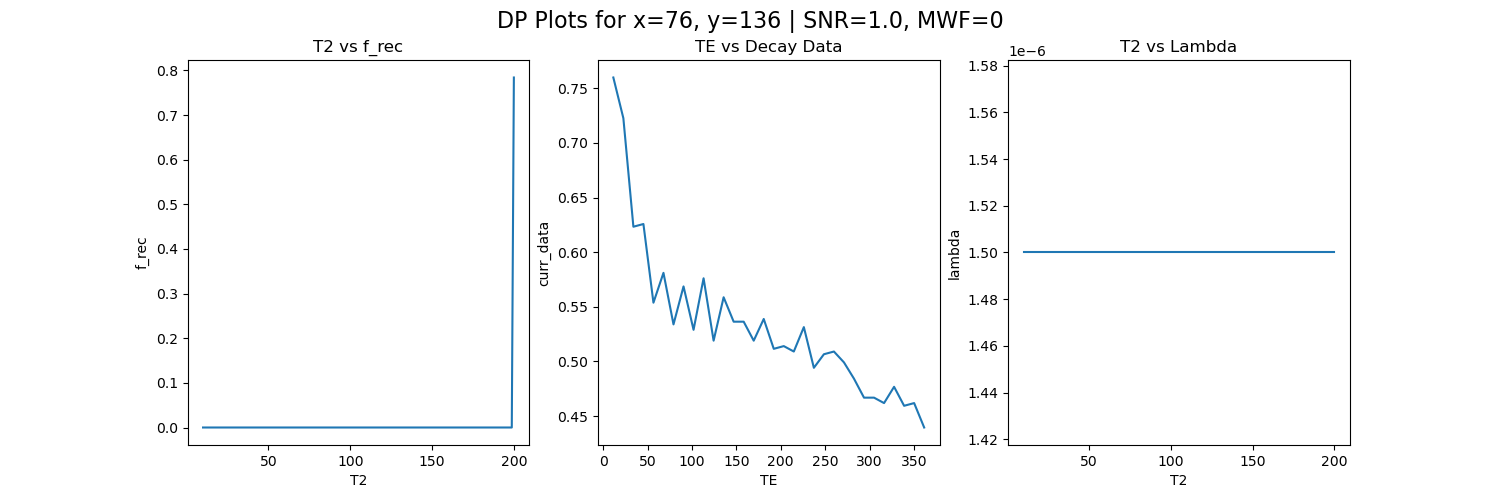 DP Plots for x=76, y=136 | SNR=1.0, MWF=0
T2 vs f_rec
0.8
0.7
0.6
0.5
0.4
0.3
0.2
0.1
0.0
f_rec
50 100 150 200
T2
TE vs Decay Data
0.75
0.70
0.65
0.60
0.55
0.50
0.45
curr_data
0 50 100 150 200 250 300 350
TE
T2 vs Lambda
1e−6
1.58
1.56
1.54
1.52
1.50
1.48
1.46
1.44
1.42
lambda
50 100 150 200
T2